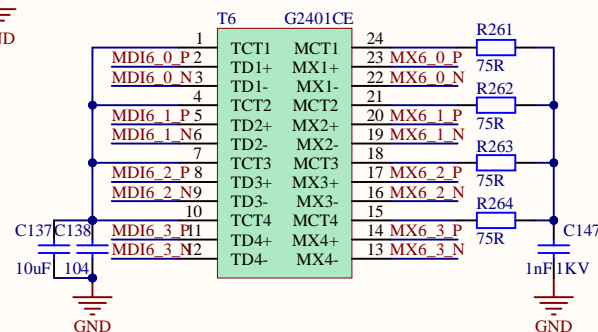 ND
T6 G2401CE
1 TCT1 MCT1 24 R261
MDI6_0_P 2 TD1+ MX1+ 23 MX6_0_P 75R
MDI6_0_N 3 TD1- MX1- 22 MX6_0_N
4 TCT2 MCT2 21 R262
MDI6_1_P 5 TD2+ MX2+ 20 MX6_1_P 75R
MDI6_1_N 6 TD2- MX2- 19 MX6_1_N
7 TCT3 MCT3 18 R263
MDI6_2_P 8 TD3+ MX3+ 17 MX6_2_P 75R
MDI6_2_N 9 TD3- MX3- 16 MX6_2_N
10 TCT4 MCT4 15 R264
C137 C138 MDI6_3_P 11 TD4+ MX4+ 14 MX6_3_P 75R C147
10uF 104 MDI6_3_N 12 TD4- MX4- 13 MX6_3_N 1nF 1KV
GND GND